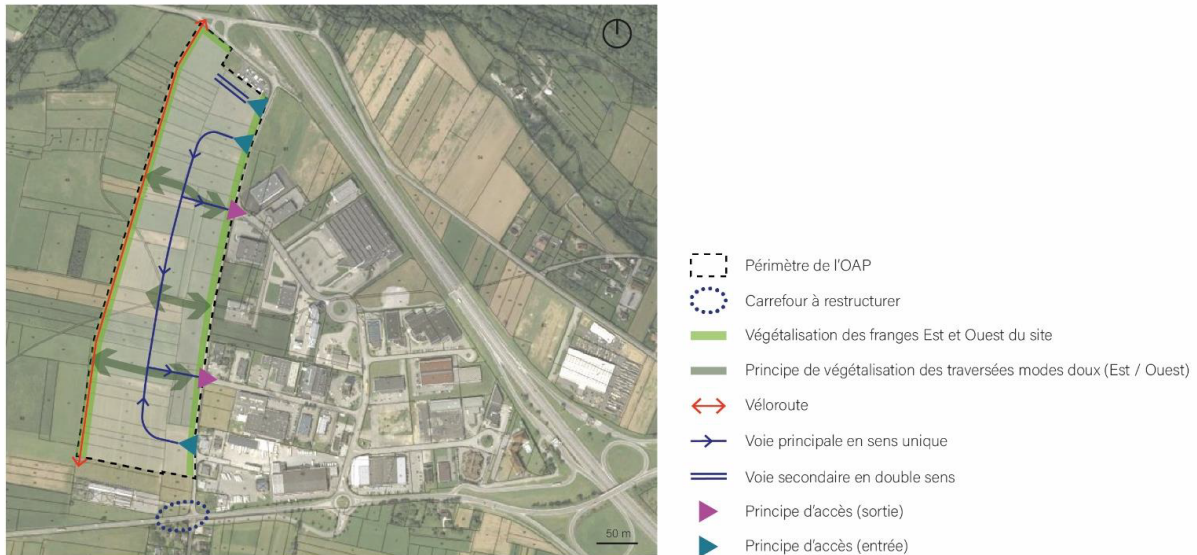 Périmètre de l'OAP
Carrefour à restructurer
Végétalisation des franges Est et Ouest du site
Principe de végétalisation des traversées modes doux (Est / Ouest)
Véloroute
Voie principale en sens unique
Voie secondaire en double sens
Principe d'accès (sortie)
Principe d'accès (entrée)
50 m